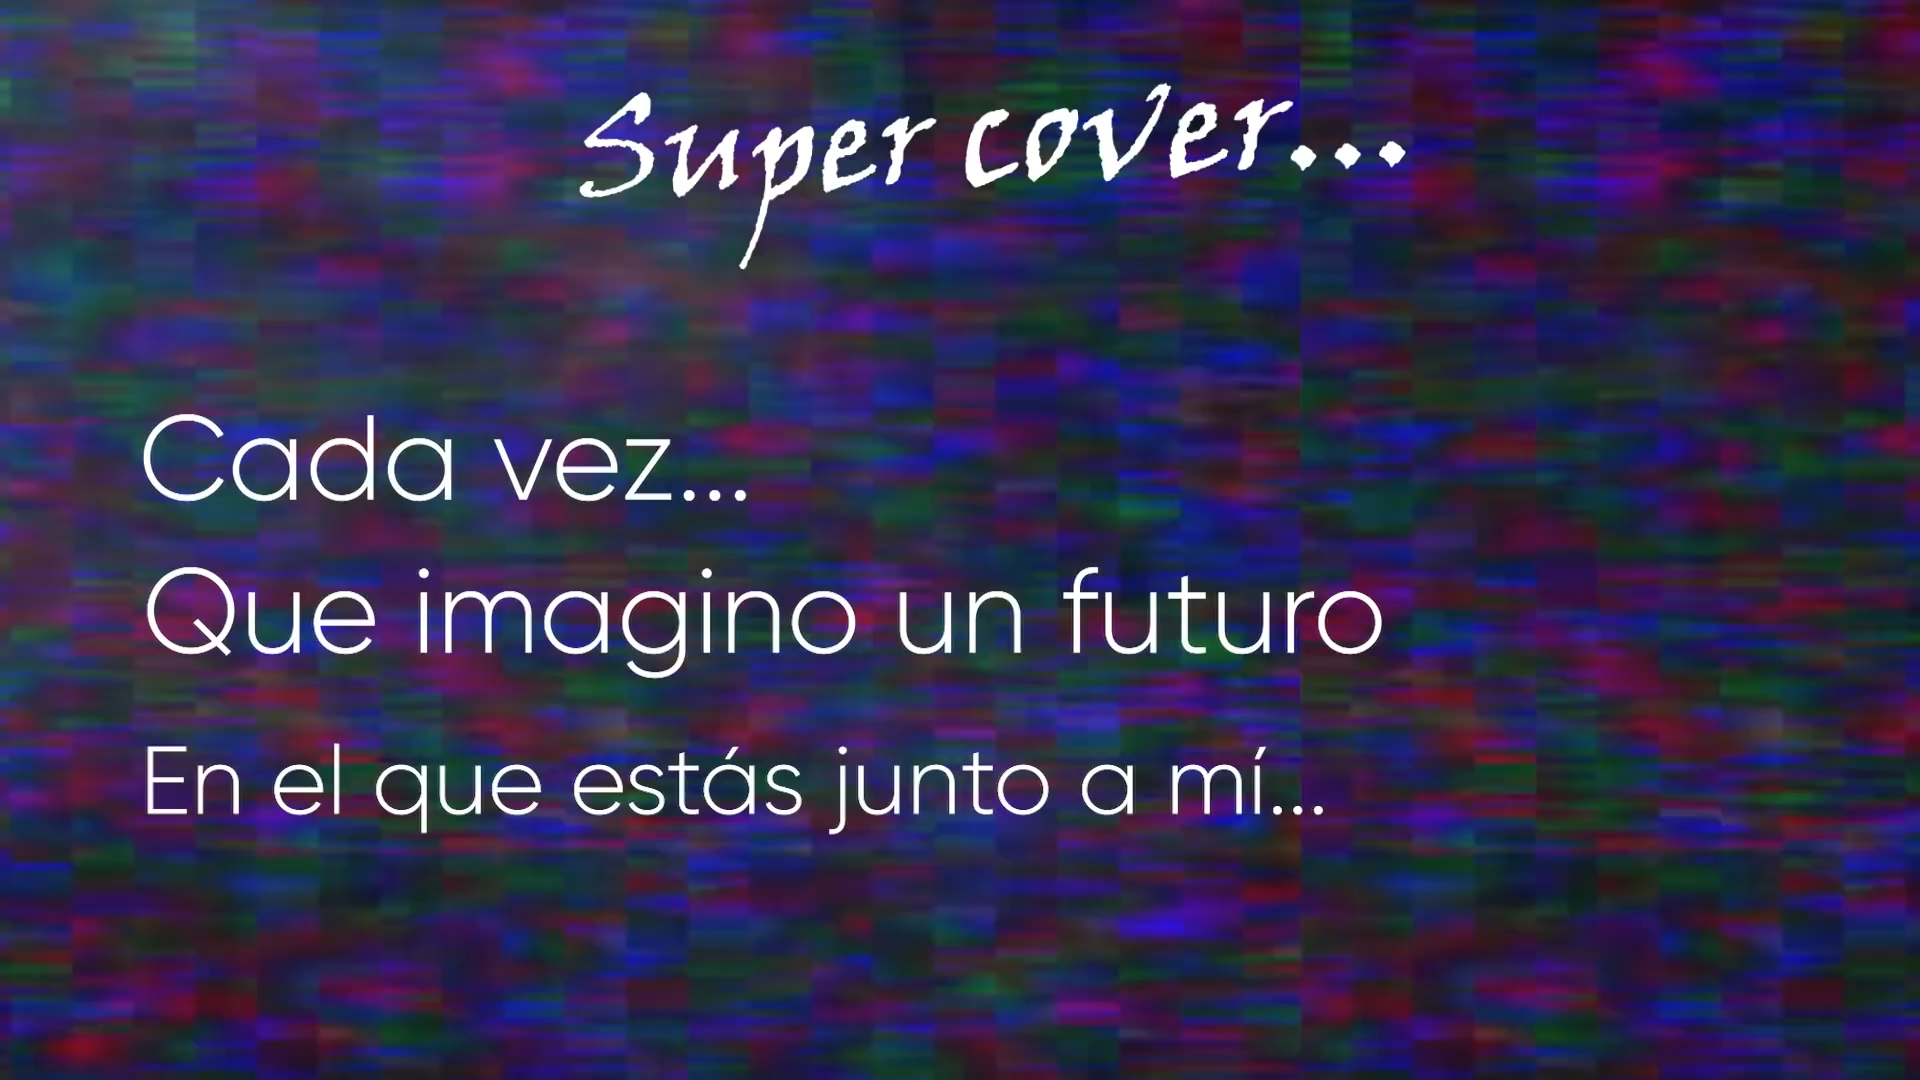 Super cover...
Cada vez...
Que imagino un futuro
En el que estás junto a mí...